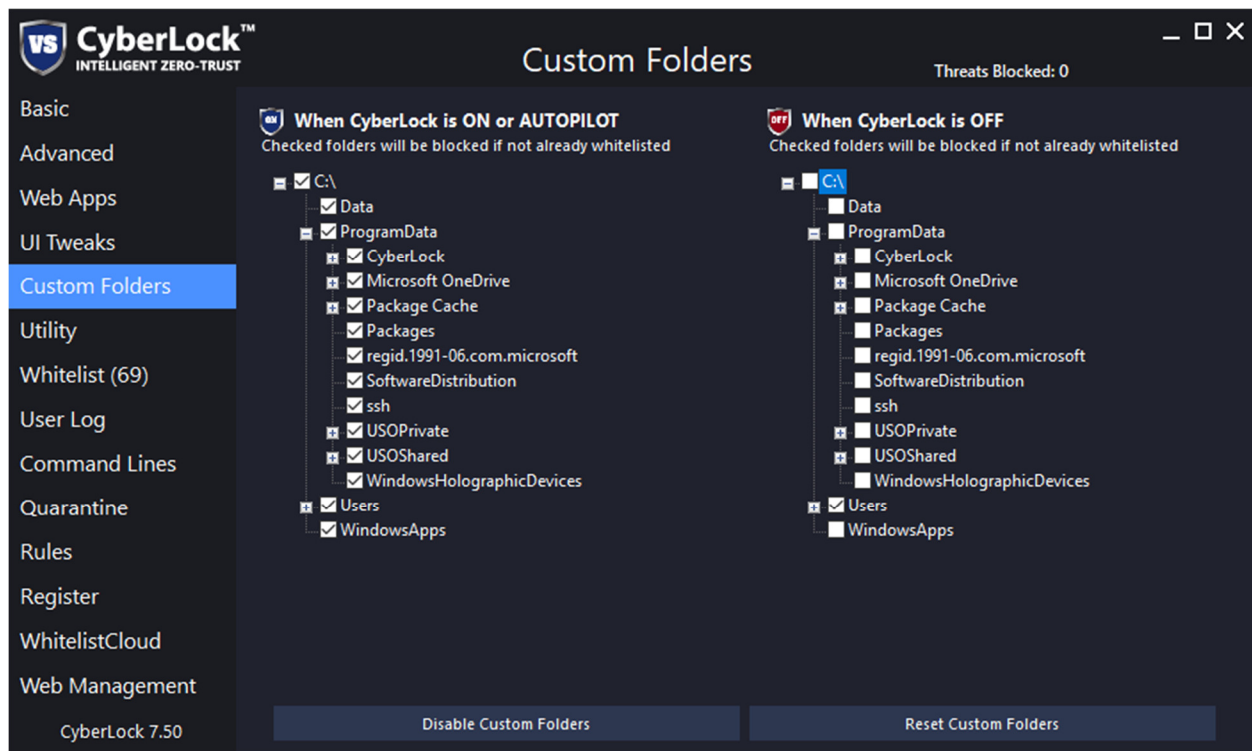 VS CyberLock™
INTELLIGENT ZERO-TRUST
Custom Folders
Threats Blocked: 0
Basic
Advanced
Web Apps
UI Tweaks
Custom Folders
Utility
Whitelist (69)
User Log
Command Lines
Quarantine
Rules
Register
WhitelistCloud
Web Management
CyberLock 7.50
ON When CyberLock is ON or AUTOPILOT
Checked folders will be blocked if not already whitelisted
C:\
Data
ProgramData
CyberLock
Microsoft OneDrive
Package Cache
Packages
regid.1991-06.com.microsoft
SoftwareDistribution
ssh
USOPrivate
USOShared
WindowsHolographicDevices
Users
WindowsApps
OFF When CyberLock is OFF
Checked folders will be blocked if not already whitelisted
C:\
Data
ProgramData
CyberLock
Microsoft OneDrive
Package Cache
Packages
regid.1991-06.com.microsoft
SoftwareDistribution
ssh
USOPrivate
USOShared
WindowsHolographicDevices
Users
WindowsApps
Disable Custom Folders
Reset Custom Folders